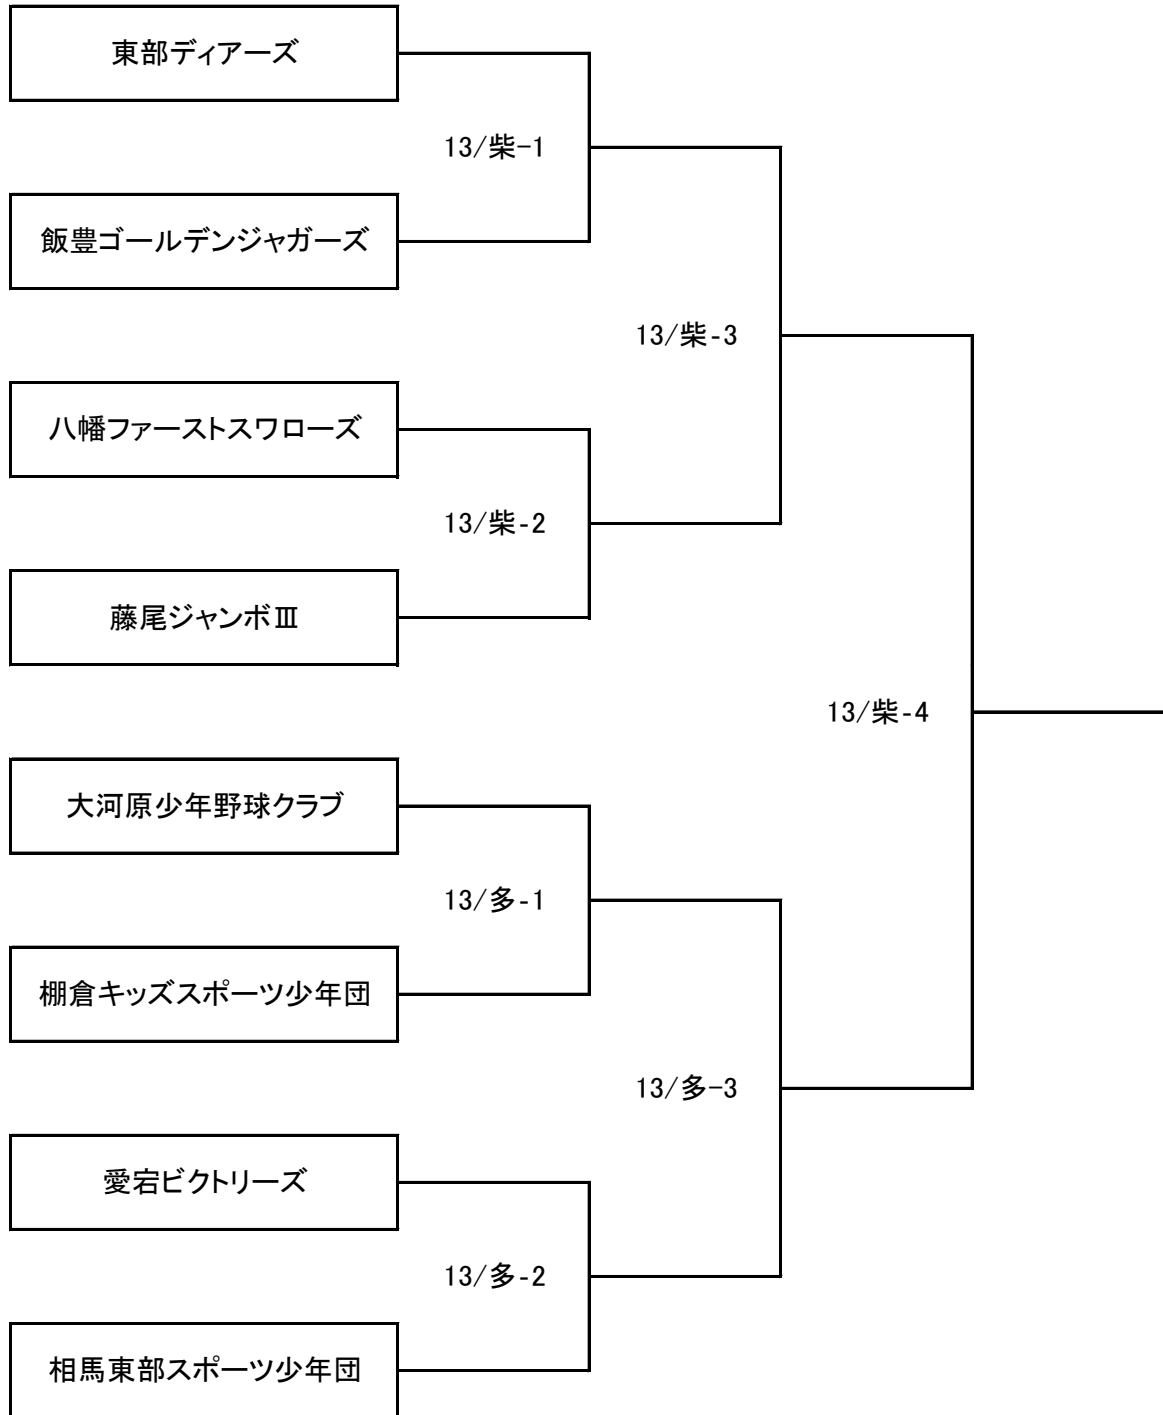 東部ディアーズ
13/柴-1
飯豊ゴールデンジャガーズ
13/柴-3
八幡ファーストスワローズ
13/柴-2
藤尾ジャンボⅢ
13/柴-4
大河原少年野球クラブ
13/多-1
棚倉キッズスポーツ少年団
13/多-3
愛宕ビクトリーズ
13/多-2
相馬東部スポーツ少年団